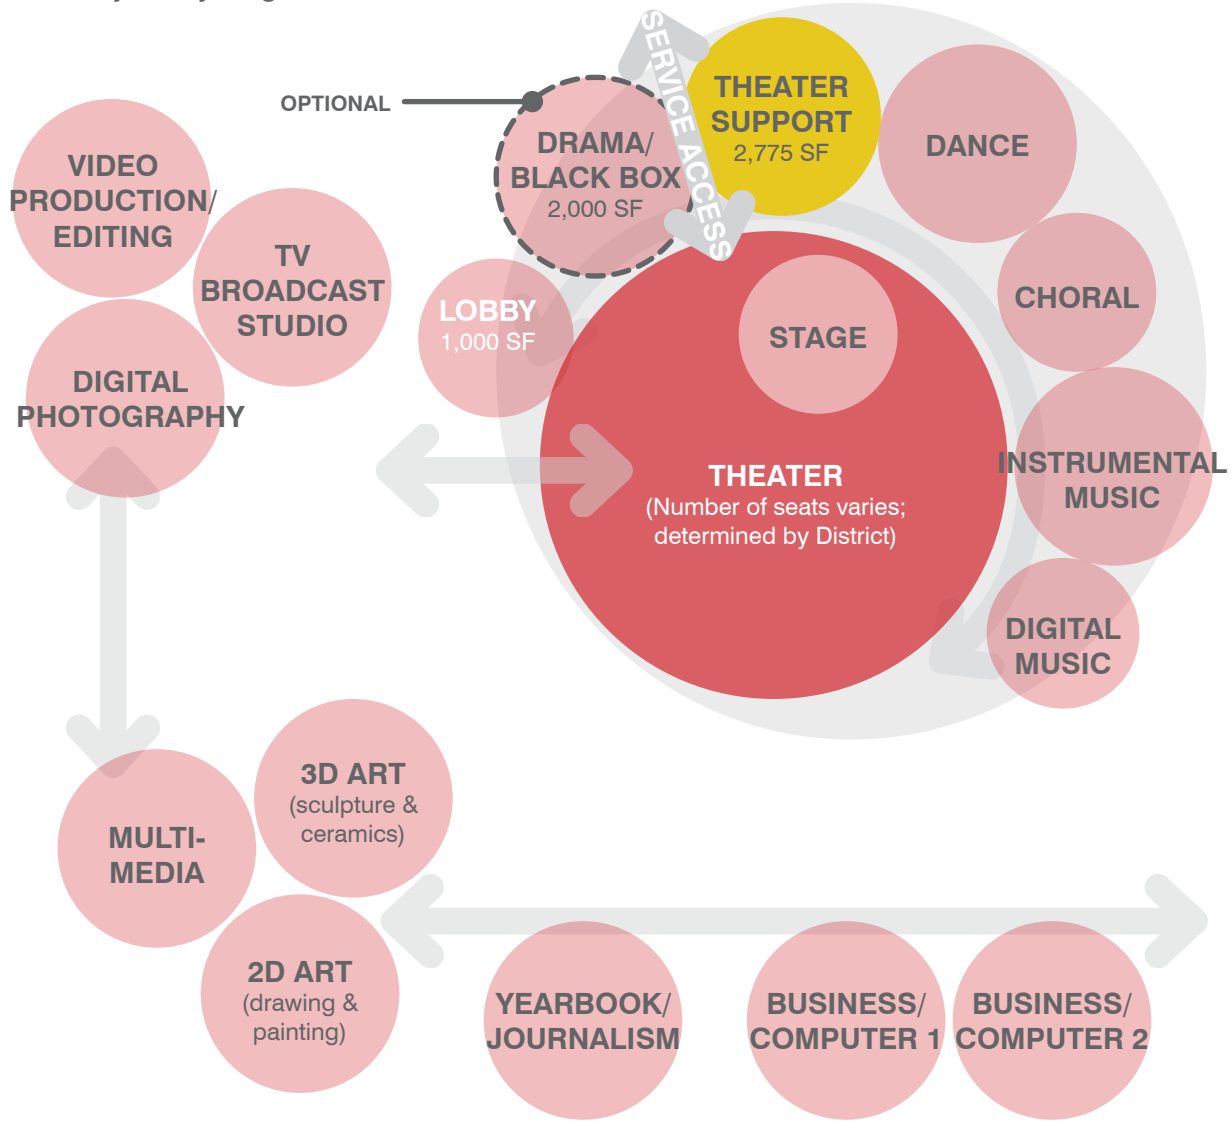 OPTIONAL
SERVICE ACCESS
THEATER
SUPPORT
2,775 SF
DRAMA/
BLACK BOX
2,000 SF
DANCE
VIDEO
PRODUCTION/
EDITING
TV
BROADCAST
STUDIO
DIGITAL
PHOTOGRAPHY
LOBBY
1,000 SF
STAGE
CHORAL
THEATER
(Number of seats varies;
determined by District)
INSTRUMENTAL
MUSIC
DIGITAL
MUSIC
3D ART
(sculpture &
ceramics)
MULTI-
MEDIA
2D ART
(drawing &
painting)
YEARBOOK/
JOURNALISM
BUSINESS/
COMPUTER 1
BUSINESS/
COMPUTER 2